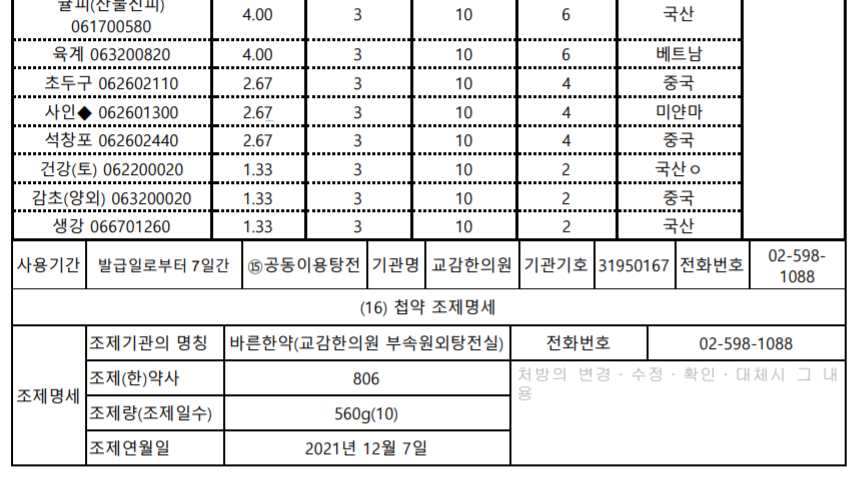 귤피(산물진피)
061700580 4.00 3 10 6 국산
육계 063200820 4.00 3 10 6 베트남
초두구 062602110 2.67 3 10 4 중국
사인◆ 062601300 2.67 3 10 4 미얀마
석창포 062602440 2.67 3 10 4 중국
건강(토) 062200020 1.33 3 10 2 국산ㅇ
감초(양외) 063200020 1.33 3 10 2 중국
생강 066701260 1.33 3 10 2 국산
사용기간 발급일로부터 7일간 ⑮공동이용탕전 기관명 교감한의원 기관기호 31950167 전화번호 02-598-
1088
(16) 첩약 조제명세
조제명세 조제기관의 명칭 바른한약(교감한의원 부속원외탕전실) 전화번호 02-598-1088
조제(한)약사 806 처방의 변경·수정·확인·대체시 그 내
용
조제량(조제일수) 560g(10)
조제연월일 2021년 12월 7일